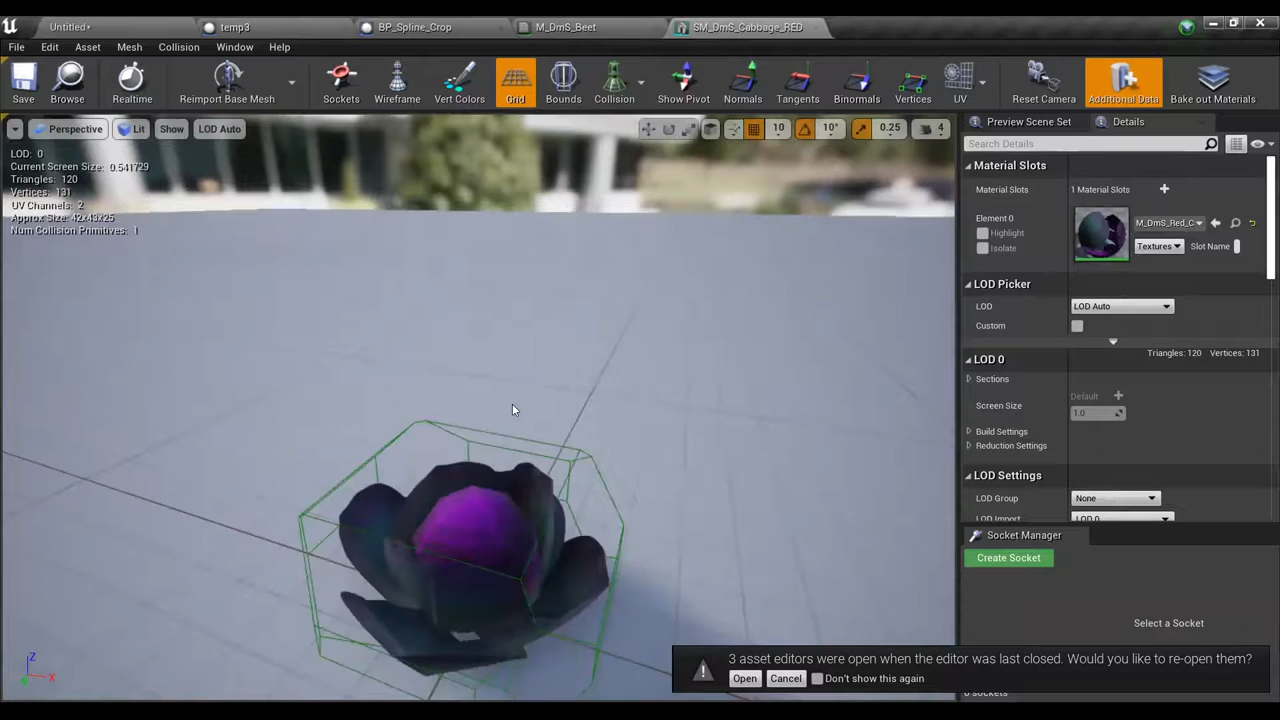 Untitled* temp3 BP_Spline_Crop M_DmS_Beet SM_DmS_Cabbage_RED
File Edit Asset Mesh Collision Window Help
Save Browse Realtime Reimport Base Mesh Sockets Wireframe Vert Colors Grid Bounds Collision Show Pivot Normals Tangents Binormals Vertices UV Reset Camera Additional Data Bake out Materials
Perspective Lit Show LOD Auto 10 10° 0.25 4
Preview Scene Set Details
Search Details
LOD: 0
Current Screen Size: 0.541729
Triangles: 120
Vertices: 131
UV Channels: 2
Approx Size: 42x43x25
Num Collision Primitives: 1
Material Slots
Material Slots 1 Material Slots
Element 0 M_DmS_Red_C
Highlight
Isolate Textures Slot Name
LOD Picker
LOD LOD Auto
Custom
Triangles: 120 Vertices: 131
LOD 0
Sections
Default
Screen Size 1.0
Build Settings
Reduction Settings
LOD Settings
LOD Group None
LOD Import LOD 0
Socket Manager
Create Socket
Select a Socket
3 asset editors were open when the editor was last closed. Would you like to re-open them?
Open Cancel Don't show this again
0 sockets
Z
X